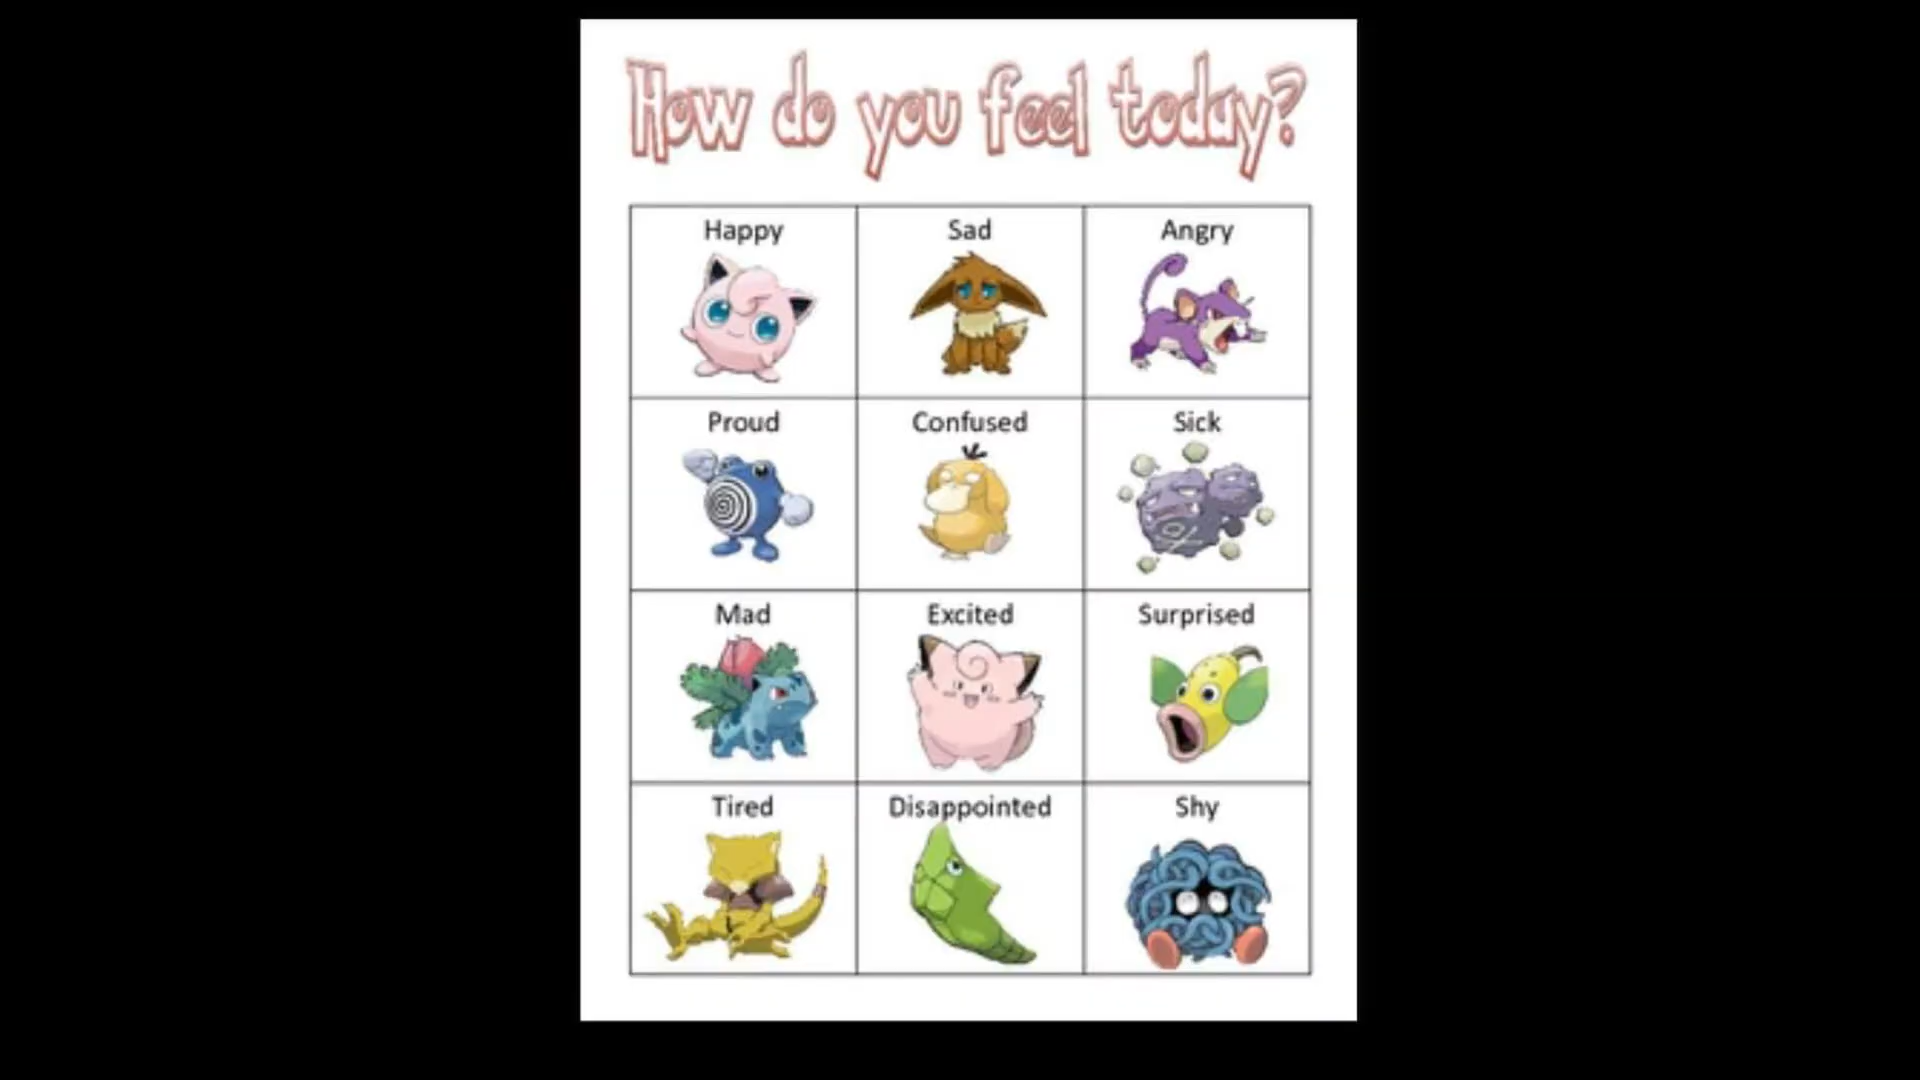 How do you feel today?
Happy Sad Angry
Proud Confused Sick
Mad Excited Surprised
Tired Disappointed Shy